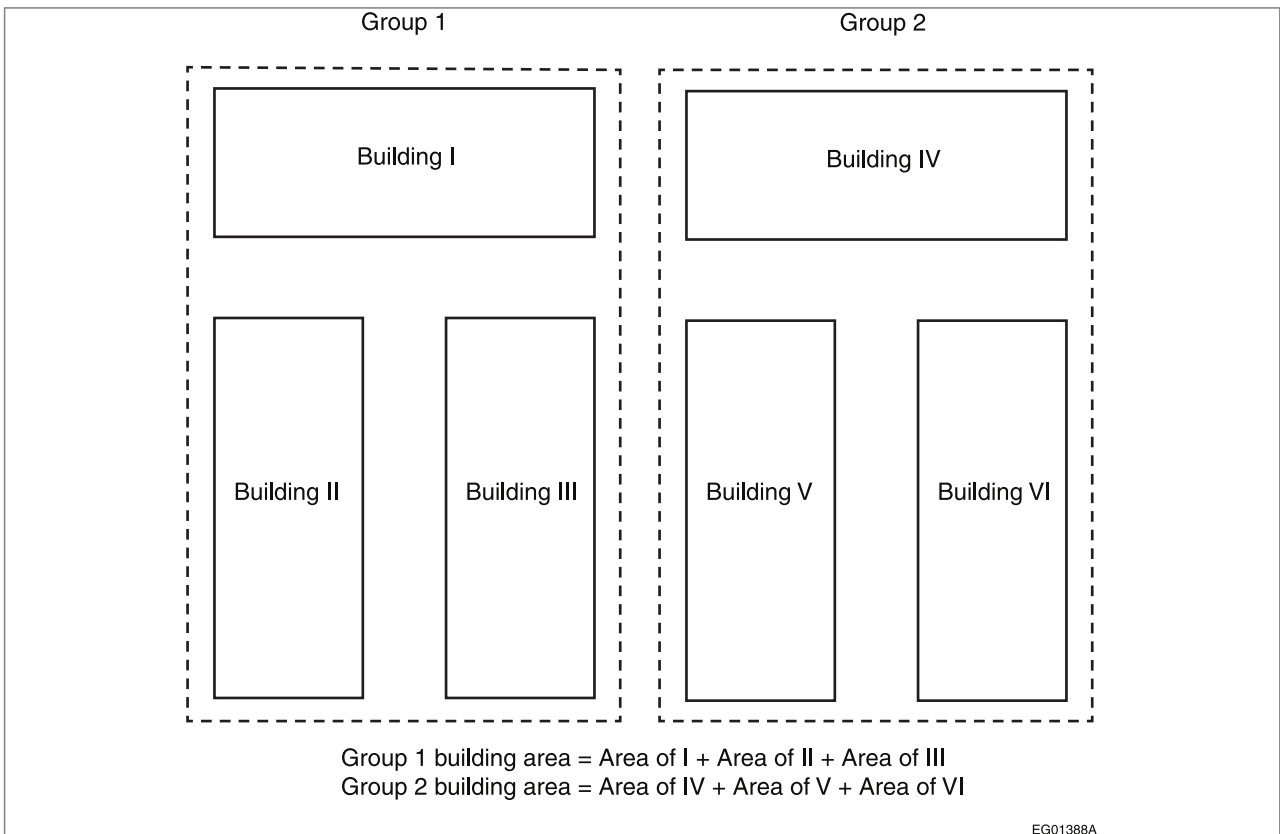 Group 1
Group 2
Building I
Building IV
Building II
Building III
Building V
Building VI
Group 1 building area = Area of I + Area of II + Area of III
Group 2 building area = Area of IV + Area of V + Area of VI
EG01388A